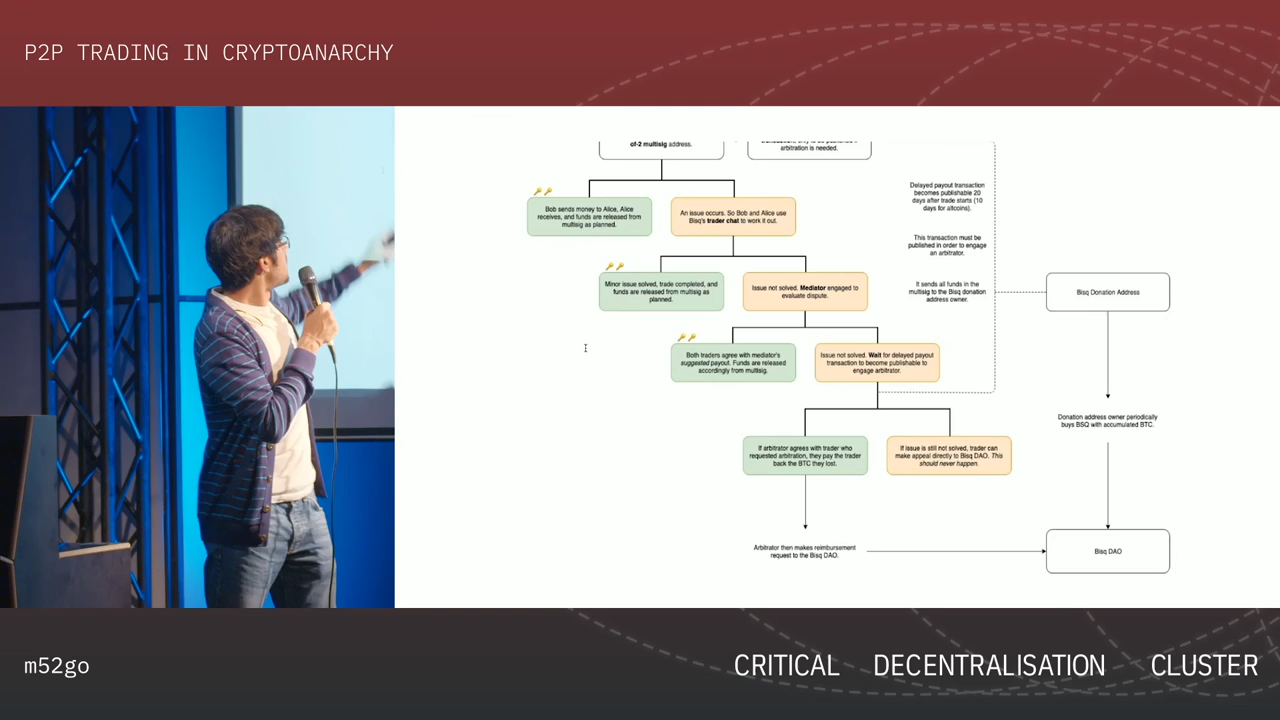 P2P TRADING IN CRYPTOANARCHY
of-2 multisig address.
arbitration is needed.
Delayed payout transaction
becomes publishable 20
days after trade starts (10
days for altcoins).
This transaction must be
published in order to engage
an arbitrator.
It sends all funds in the
multisig to the Bisq donation
address owner.
Bob sends money to Alice, Alice
receives, and funds are released from
multisig as planned.
An issue occurs. So Bob and Alice use
Bisq's trader chat to work it out.
Minor issue solved, trade completed, and
funds are released from multisig as
planned.
Issue not solved. Mediator engaged to
evaluate dispute.
Bisq Donation Address
Both traders agree with mediator's
suggested payout. Funds are released
accordingly from multisig.
Issue not solved. Wait for delayed payout
transaction to become publishable to
engage arbitrator.
Donation address owner periodically
buys BSQ with accumulated BTC.
If arbitrator agrees with trader who
requested arbitration, they pay the trader
back the BTC they lost.
If issue is still not solved, trader can
make appeal directly to Bisq DAO. This
should never happen.
Arbitrator then makes reimbursement
request to the Bisq DAO.
Bisq DAO
m52go
CRITICAL DECENTRALISATION CLUSTER